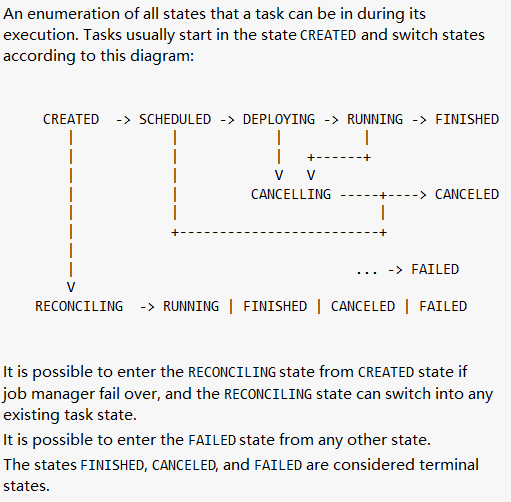 An enumeration of all states that a task can be in during its
execution. Tasks usually start in the state CREATED and switch states
according to this diagram:
CREATED -> SCHEDULED -> DEPLOYING -> RUNNING -> FINISHED
| | | |
| | | +------+
| | V V
| | CANCELLING -----+----> CANCELED
| | |
| +-------------------------+
|
| ... -> FAILED
V
RECONCILING -> RUNNING | FINISHED | CANCELED | FAILED
It is possible to enter the RECONCILING state from CREATED state if
job manager fail over, and the RECONCILING state can switch into any
existing task state.
It is possible to enter the FAILED state from any other state.
The states FINISHED, CANCELED, and FAILED are considered terminal
states.